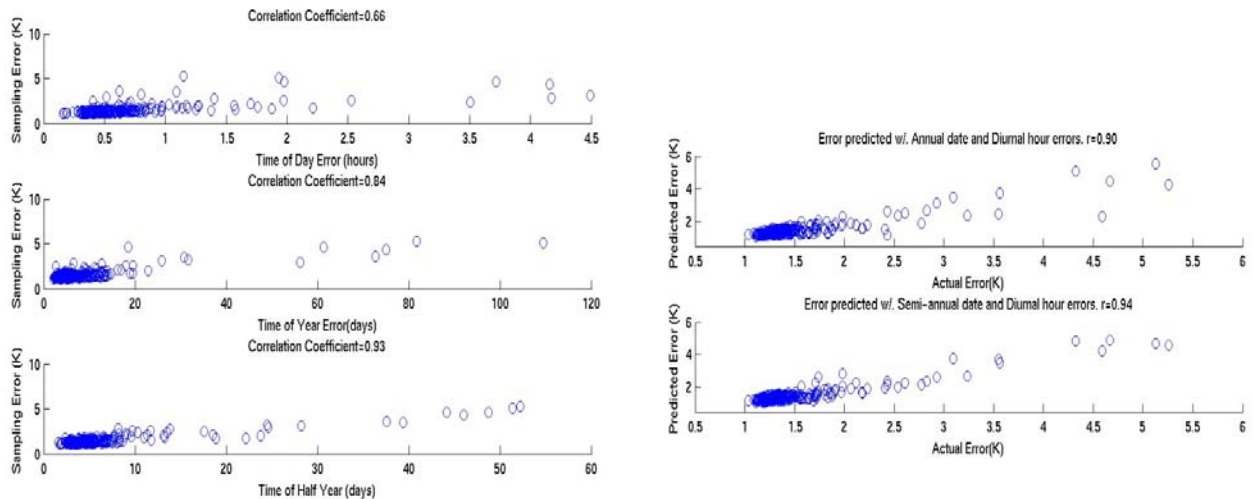 Correlation Coefficient=0.66
Sampling Error (K)
10
5
0
0 0.5 1 1.5 2 2.5 3 3.5 4 4.5
Time of Day Error (hours)
Correlation Coefficient=0.84
Sampling Error (K)
10
5
0
0 20 40 60 80 100 120
Time of Year Error(days)
Correlation Coefficient=0.93
Sampling Error (K)
10
5
0
0 10 20 30 40 50 60
Time of Half Year (days)
Error predicted w/. Annual date and Diurnal hour errors. r=0.90
Predicted Error (K)
6
4
2
0.5 1 1.5 2 2.5 3 3.5 4 4.5 5 5.5 6
Actual Error(K)
Error predicted w/. Semi-annual date and Diurnal hour errors. r=0.94
Predicted Error (K)
6
4
2
0.5 1 1.5 2 2.5 3 3.5 4 4.5 5 5.5 6
Actual Error(K)